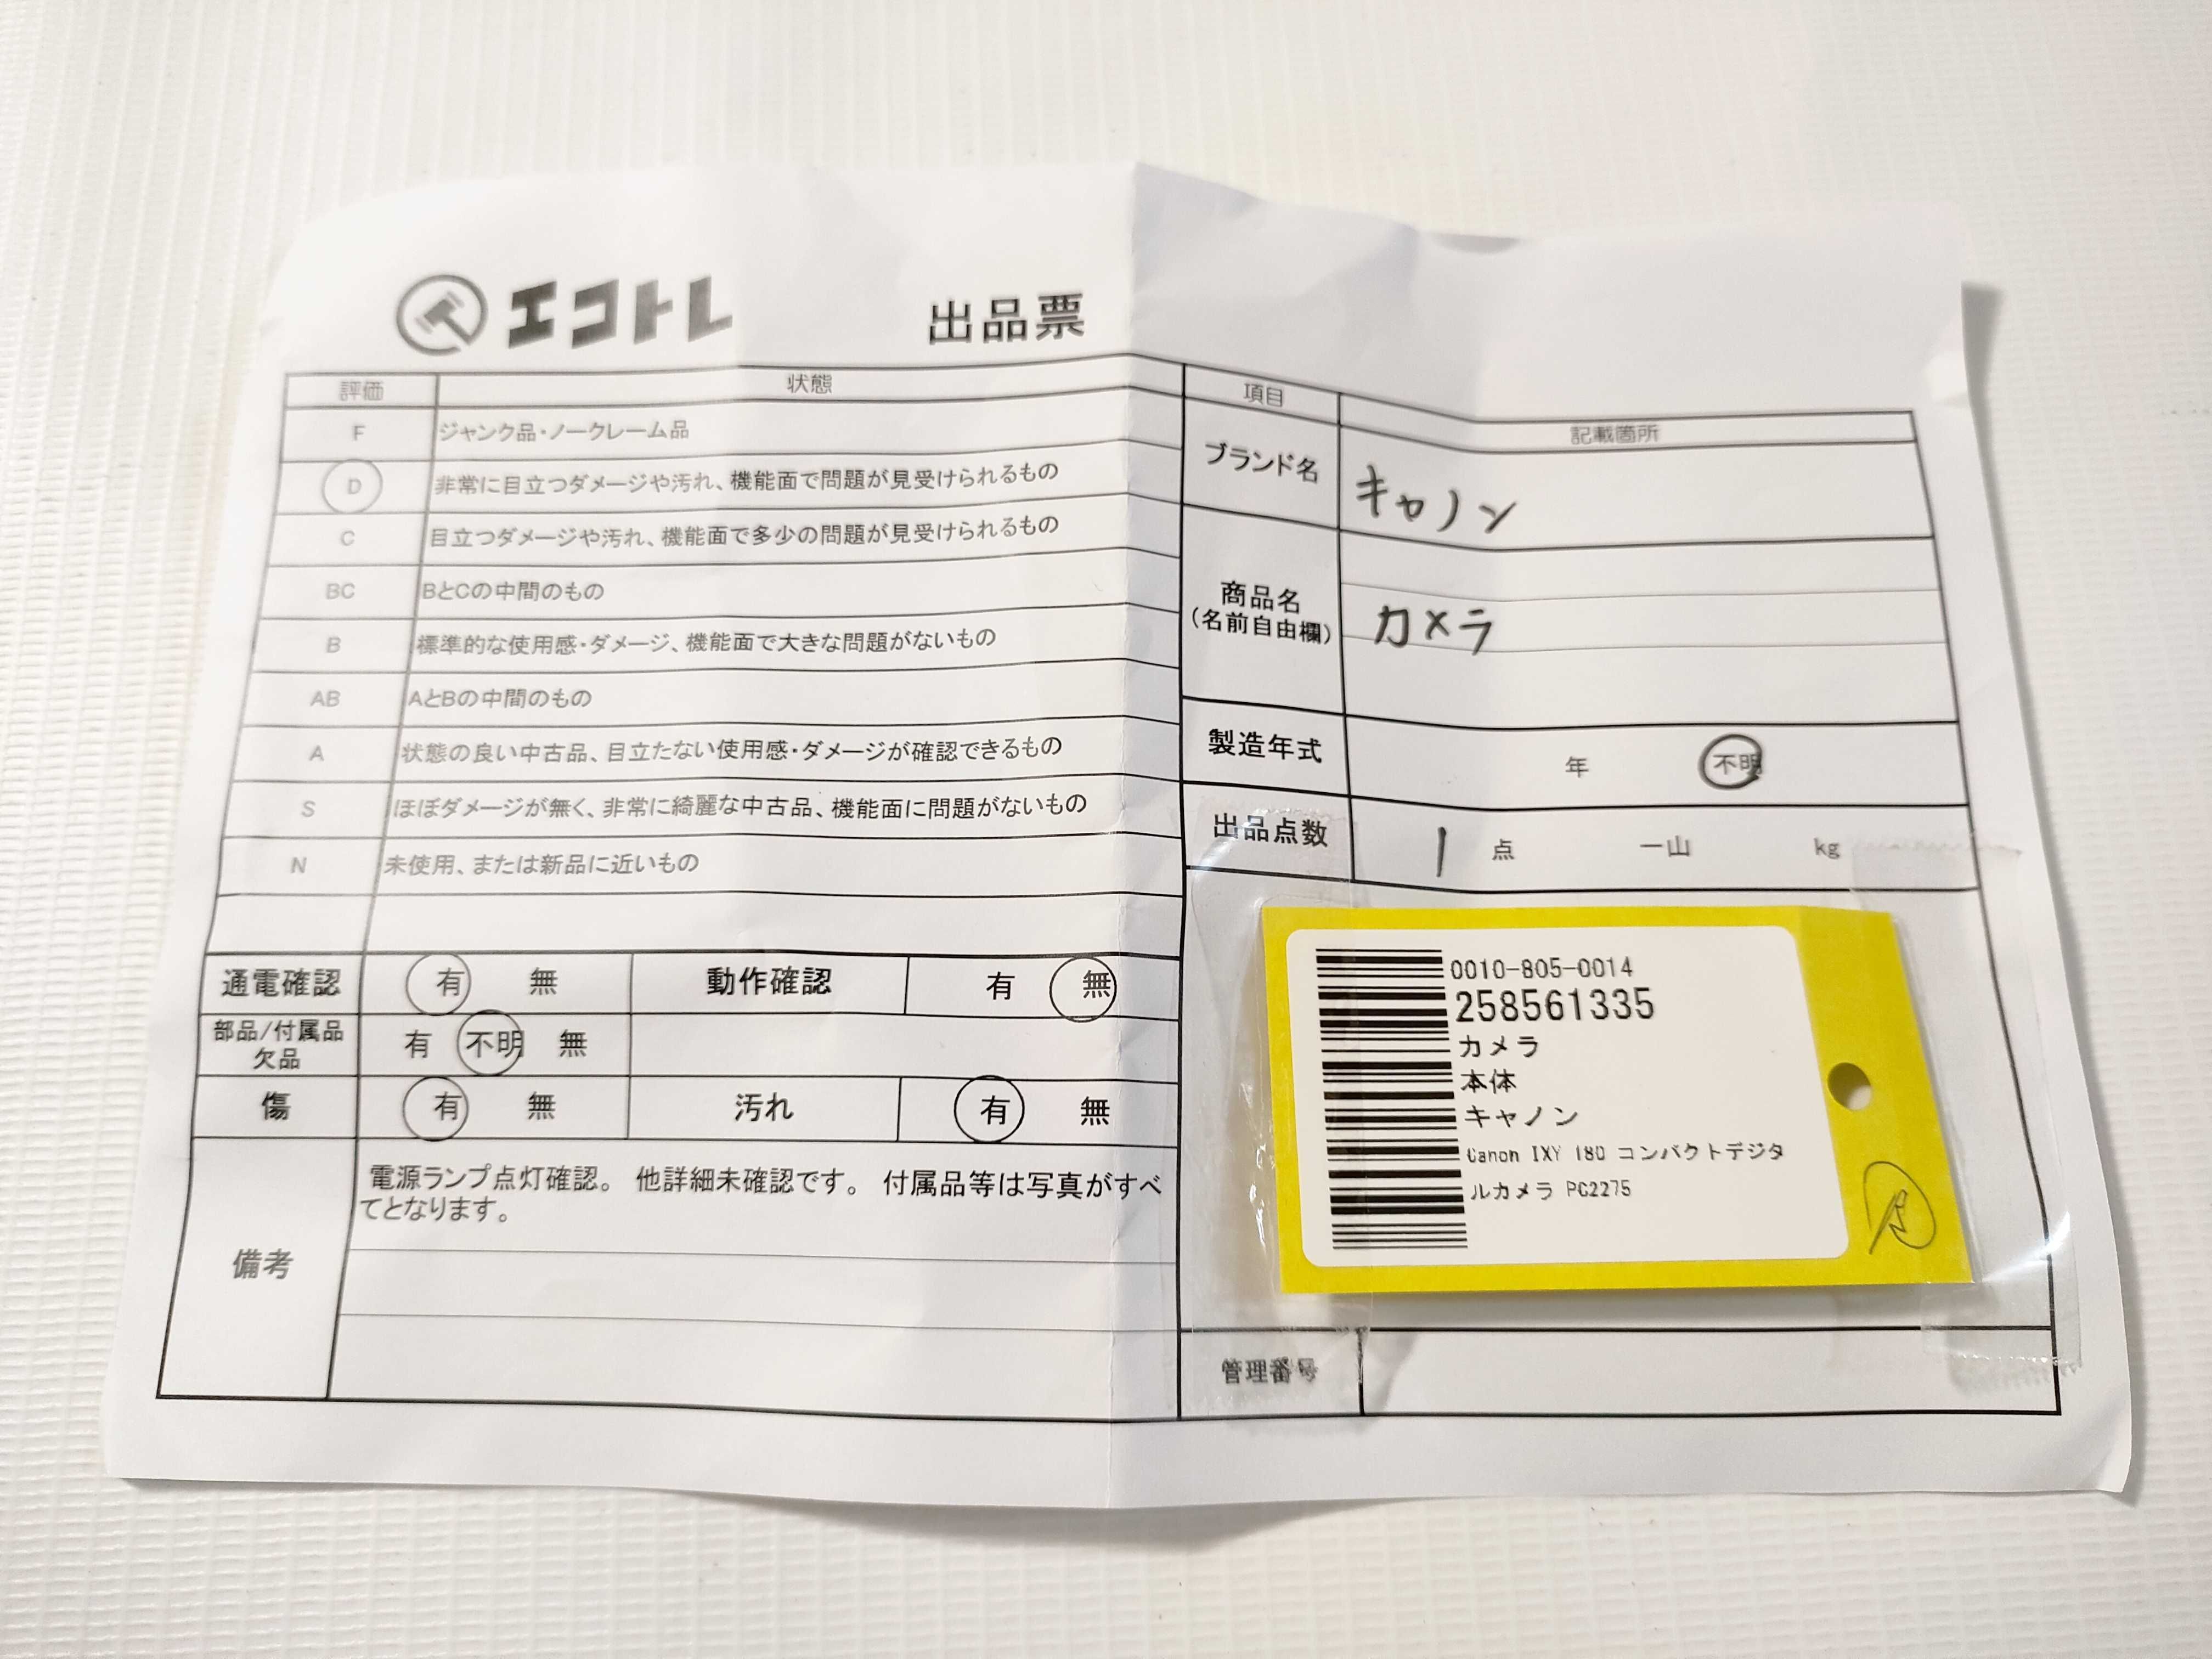 エコトレ 出品票
評価 状態
F ジャンク品・ノークレーム品
D 非常に目立つダメージや汚れ、機能面で問題が見受けられるもの
C 目立つダメージや汚れ、機能面で多少の問題が見受けられるもの
BC BとCの中間のもの
B 標準的な使用感・ダメージ、機能面で大きな問題がないもの
AB AとBの中間のもの
A 状態の良い中古品、目立たない使用感・ダメージが確認できるもの
S ほぼダメージが無く、非常に綺麗な中古品、機能面に問題がないもの
N 未使用、または新品に近いもの
通電確認 有 無 動作確認 有 無
部品/付属品
欠品
有 不明 無
傷 有 無 汚れ 有 無
備考
電源ランプ点灯確認。 他詳細未確認です。 付属品等は写真がすべ
てとなります。
項目 記載箇所
ブランド名 キャノン
商品名
(名前自由欄)
カメラ
製造年式 年 不明
出品点数 1 点 一山 kg
0010-805-0014
258561335
カメラ
本体
キャノン
Canon IXY 180 コンパクトデジタ
ルカメラ PC2275
管理番号